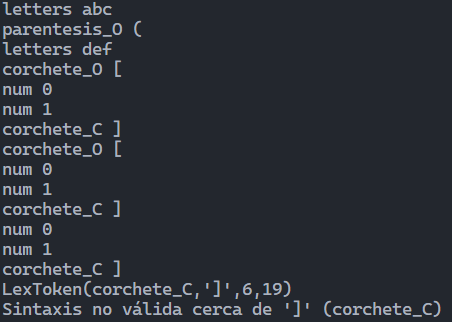 letters abc
parentesis_O (
letters def
corchete_O [
num 0
num 1
corchete_C ]
corchete_O [
num 0
num 1
corchete_C ]
num 0
num 1
corchete_C ]
LexToken(corchete_C,']',6,19)
Sintaxis no válida cerca de ']' (corchete_C)